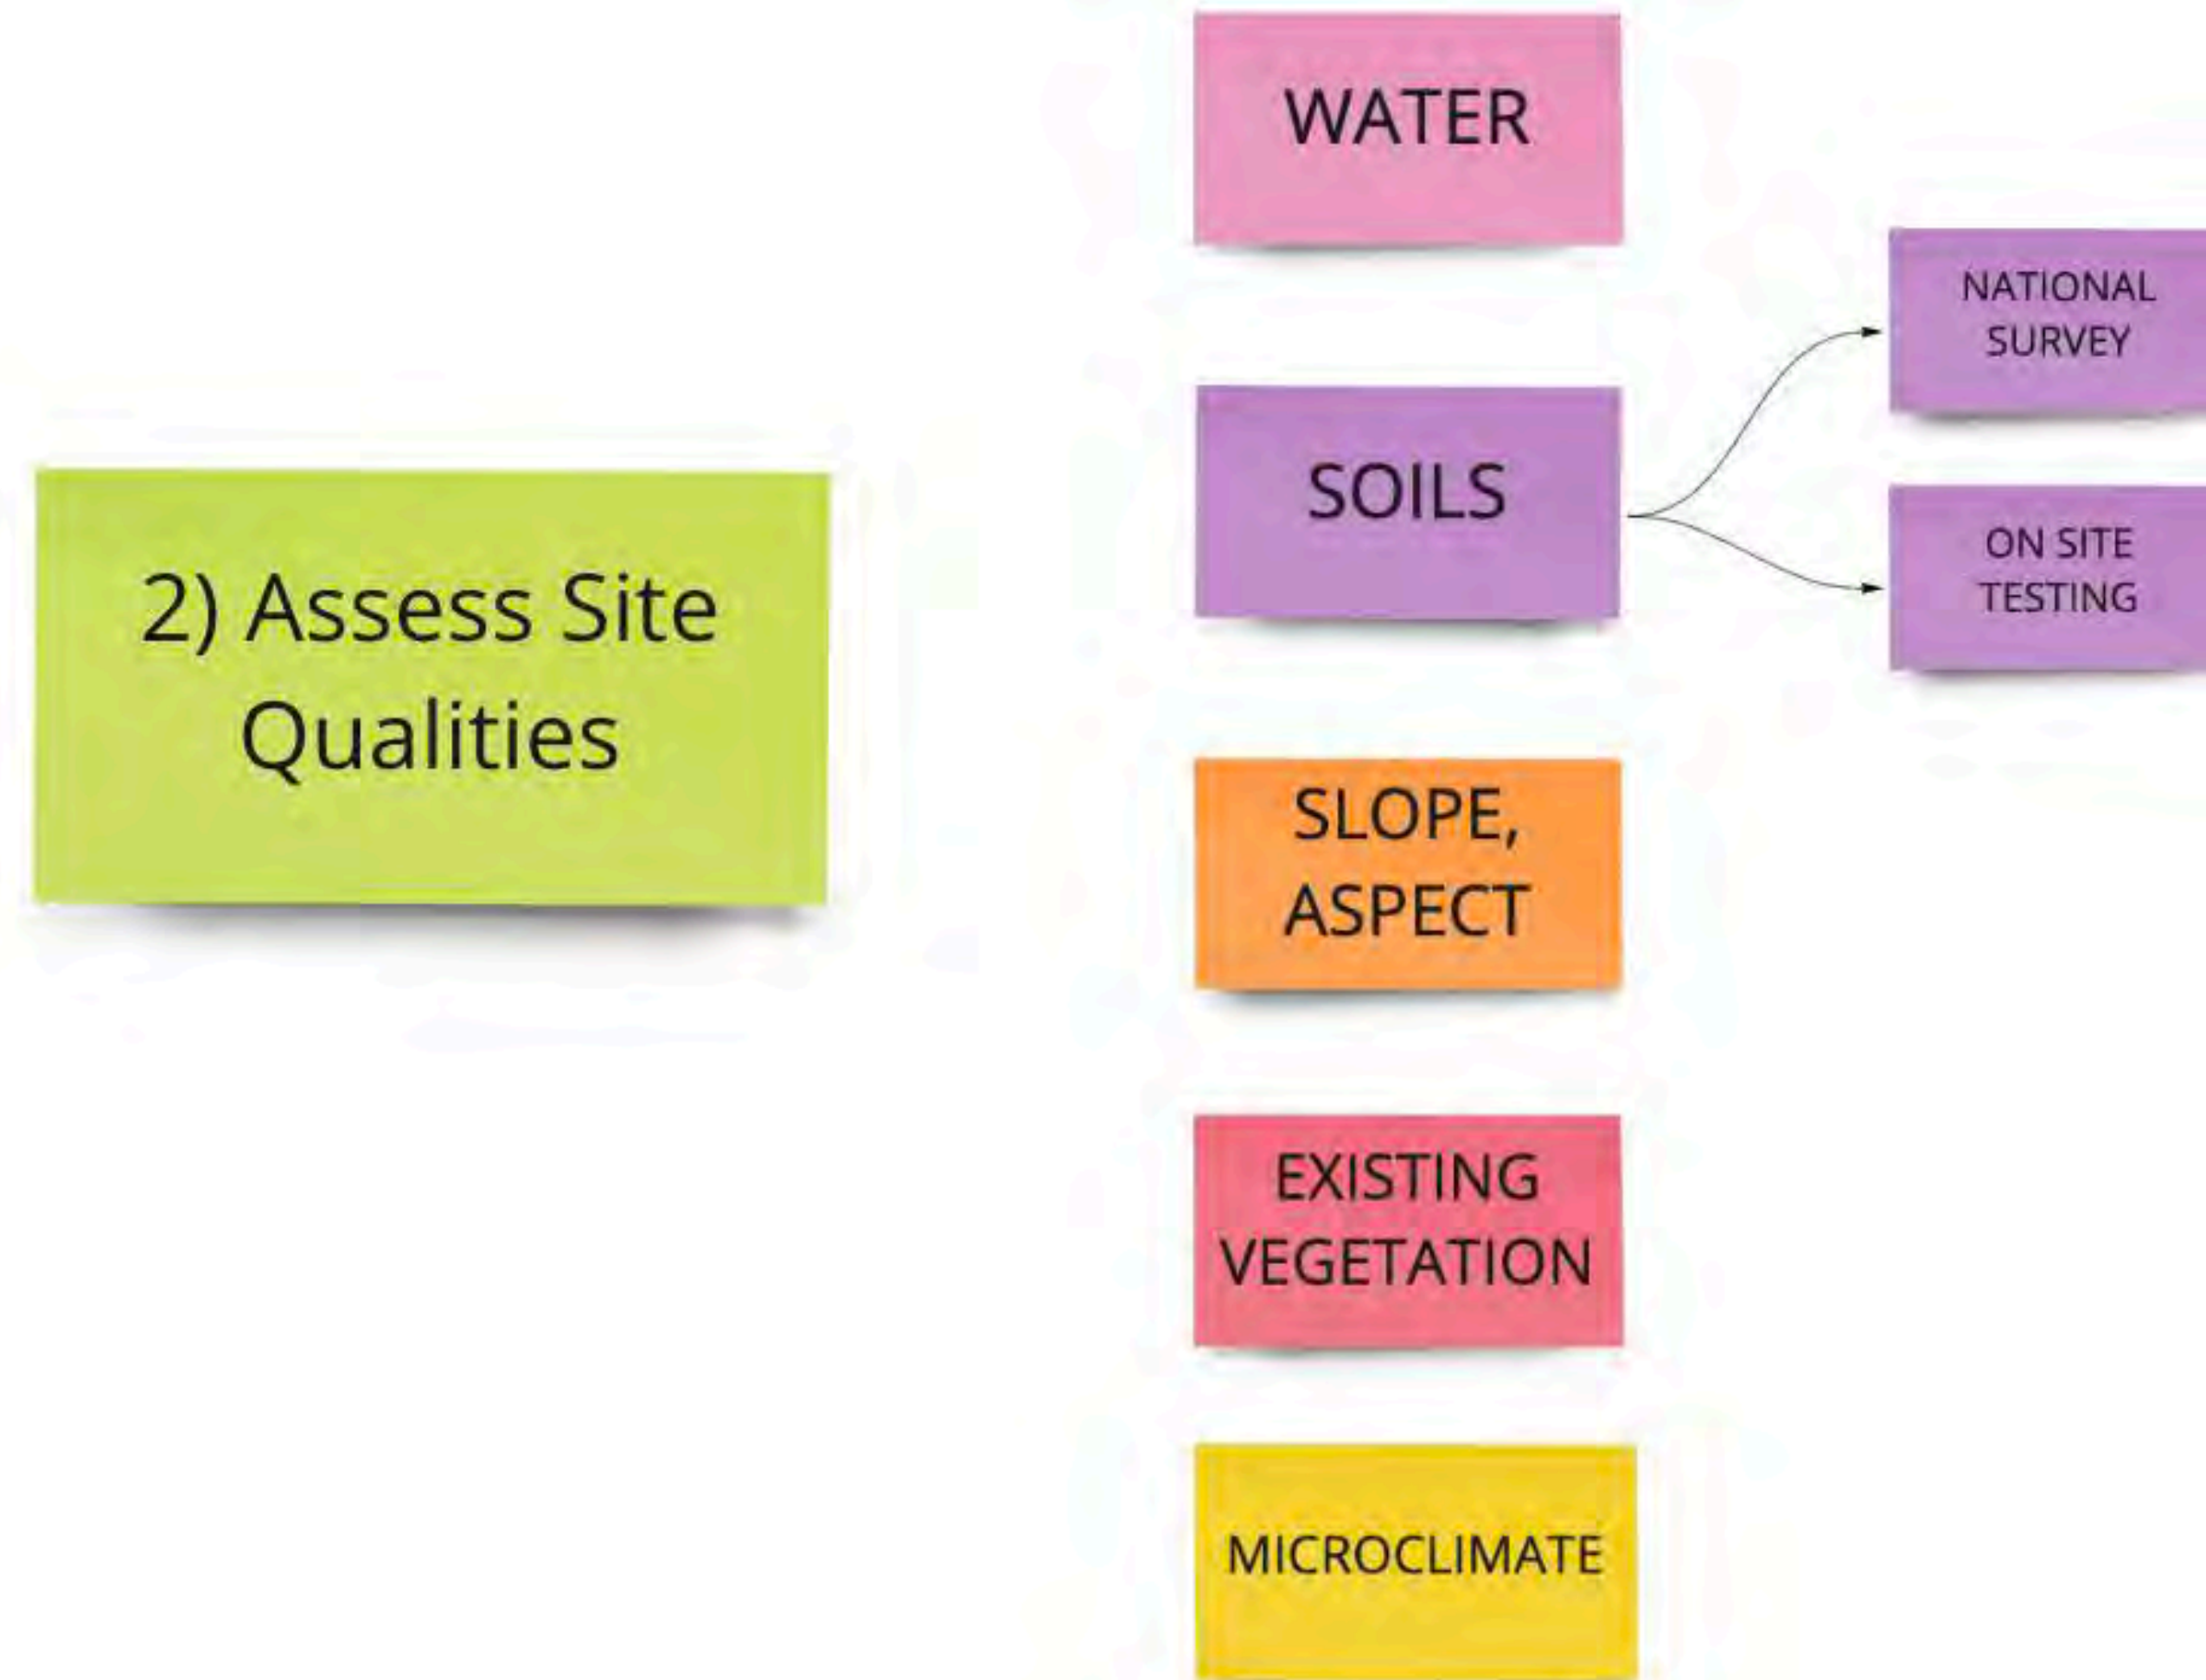 2) Assess Site
Qualities
WATER
SOILS
NATIONAL
SURVEY
ON SITE
TESTING
SLOPE,
ASPECT
EXISTING
VEGETATION
MICROCLIMATE